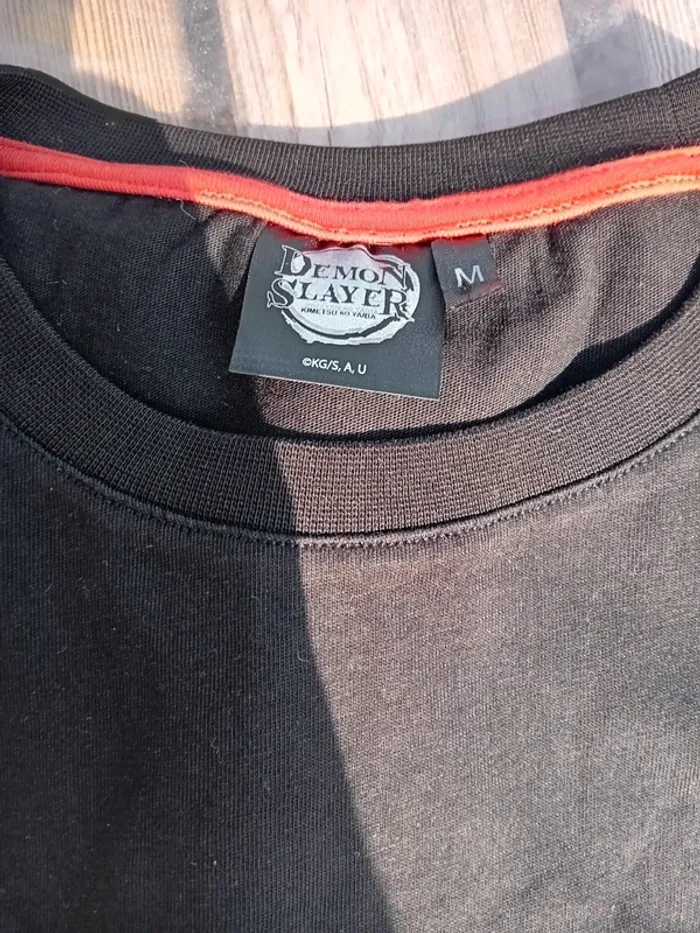 DEMON
SLAYER
KIMETSU NO YAIBA
©KG/S, A, U
M